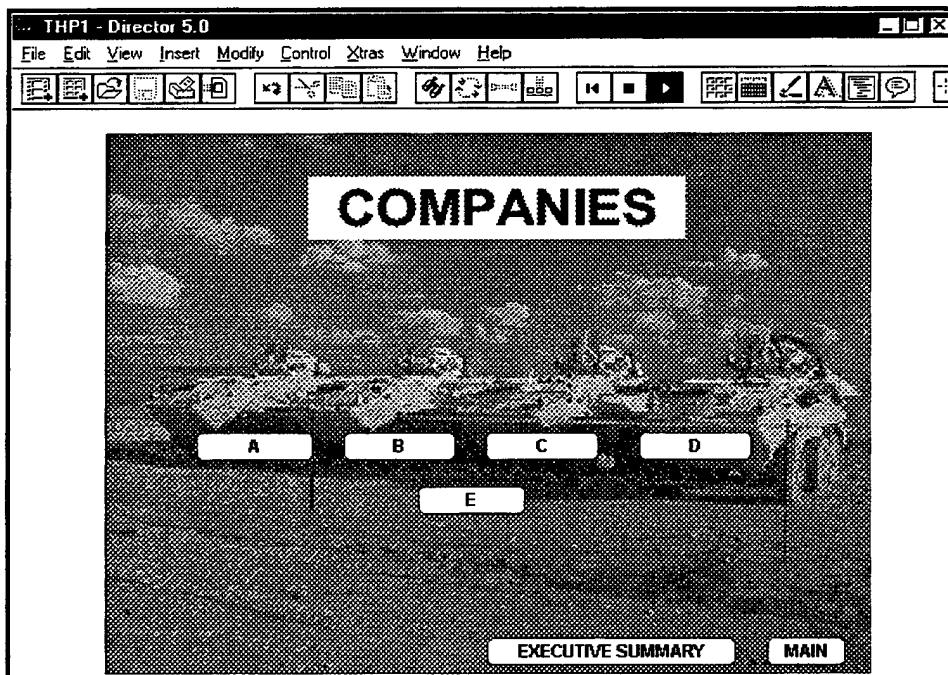 THP1 - Director 5.0
File Edit View Insert Modify Control Xtras Window Help
COMPANIES
A B C D
E
EXECUTIVE SUMMARY MAIN